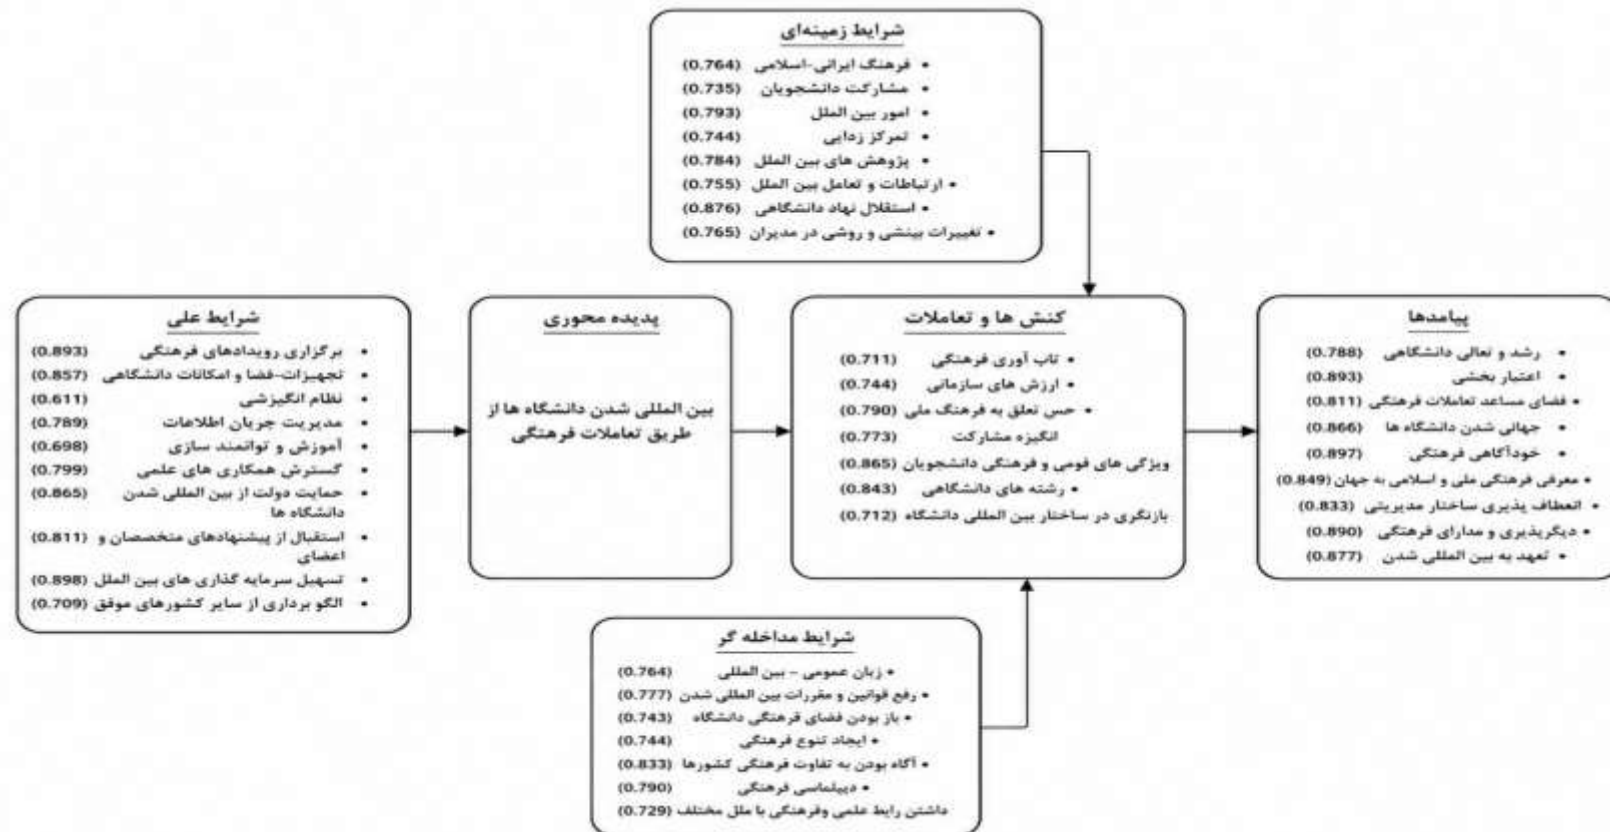 شرایط زمینه‌ای
• فرهنگ ایرانی-اسلامی (0.764)
• مشارکت دانشجویان (0.735)
• امور بین الملل (0.793)
• تمرکز زدایی (0.744)
• پژوهش های بین الملل (0.784)
• ارتباطات و تعامل بین الملل (0.755)
• استقلال نهاد دانشگاهی (0.876)
• تغییرات بینشی و روشی در مدیران (0.765)
شرایط علی
• برگزاری رویدادهای فرهنگی (0.893)
• تجهیزات-فضا و امکانات دانشگاهی (0.857)
• نظام انگیزشی (0.611)
• مدیریت جریان اطلاعات (0.789)
• آموزش و توانمند سازی (0.698)
• گسترش همکاری های علمی (0.799)
• حمایت دولت از بین المللی شدن (0.865)
دانشگاه ها
• استقبال از پیشنهادهای متخصصان و (0.811)
اعضای
• تسهیل سرمایه گذاری های بین الملل (0.898)
• الگو برداری از سایر کشورهای موفق (0.709)
پدیده محوری
بین المللی شدن دانشگاه ها از
طریق تعاملات فرهنگی
کنش ها و تعاملات
• تاب آوری فرهنگی (0.711)
• ارزش های سازمانی (0.744)
• حس تعلق به فرهنگ ملی (0.790)
انگیزه مشارکت (0.773)
ویژگی های قومی و فرهنگی دانشجویان (0.865)
• رشته های دانشگاهی (0.843)
بازنگری در ساختار بین المللی دانشگاه (0.712)
پیامدها
• رشد و تعالی دانشگاهی (0.788)
• اعتبار بخشی (0.893)
• فضای مساعد تعاملات فرهنگی (0.811)
• جهانی شدن دانشگاه ها (0.866)
• خودآگاهی فرهنگی (0.897)
• معرفی فرهنگی ملی و اسلامی به جهان (0.849)
• انعطاف پذیری ساختار مدیریتی (0.833)
• دیگرپذیری و مدارای فرهنگی (0.890)
• تعهد به بین المللی شدن (0.877)
شرایط مداخله گر
• زبان عمومی - بین المللی (0.764)
• رفع قوانین و مقررات بین المللی شدن (0.777)
• باز بودن فضای فرهنگی دانشگاه (0.743)
• ایجاد تنوع فرهنگی (0.744)
• آگاه بودن به تفاوت فرهنگی کشورها (0.833)
• دیپلماسی فرهنگی (0.790)
داشتن رابط علمی وفرهنگی با ملل مختلف (0.729)